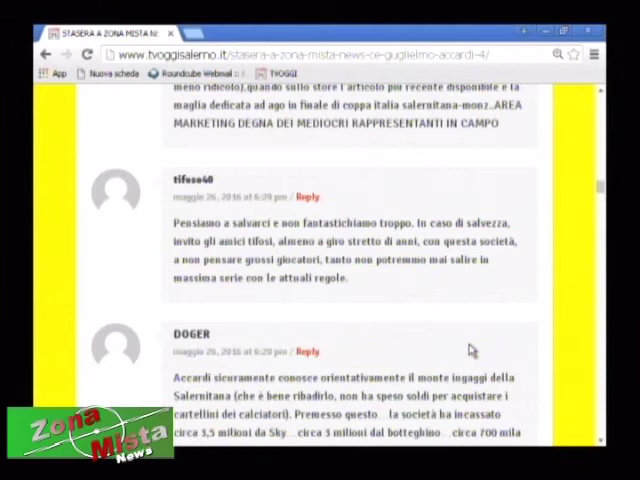 STASERA A ZONA MISTA N
www.tvoggisalerno.it/stasera-a-zona-mista-news-ce-guglielmo-accardi-4/
App Nuova scheda Roundcube Webmail :: TVOGGI
meno ridicolo),quando sullo store l'articolo più recente disponibile è la
maglia dedicata ad ago in finale di coppa italia salernitana-monz..AREA
MARKETING DEGNA DEI MEDIOCRI RAPPRESENTANTI IN CAMPO
tifoso40
maggio 26, 2016 at 6:29 pm / Reply
Pensiamo a salvarci e non fantastichiamo troppo. In caso di salvezza,
invito gli amici tifosi, almeno a giro stretto di anni, con questa società,
a non pensare grossi giocatori, tanto non potremmo mai salire in
massima serie con le attuali regole.
DOGER
maggio 26, 2016 at 6:29 pm / Reply
Accardi sicuramente conosce orientativamente il monte ingaggi della
Salernitana (che è bene ribadirlo, non ha speso soldi per acquistare i
cartellini dei calciatori). Premesso questo... la società ha incassato
circa 3,5 milioni da Sky... circa 3 milioni dal botteghino... circa 700 mila
Zona
Mista
News